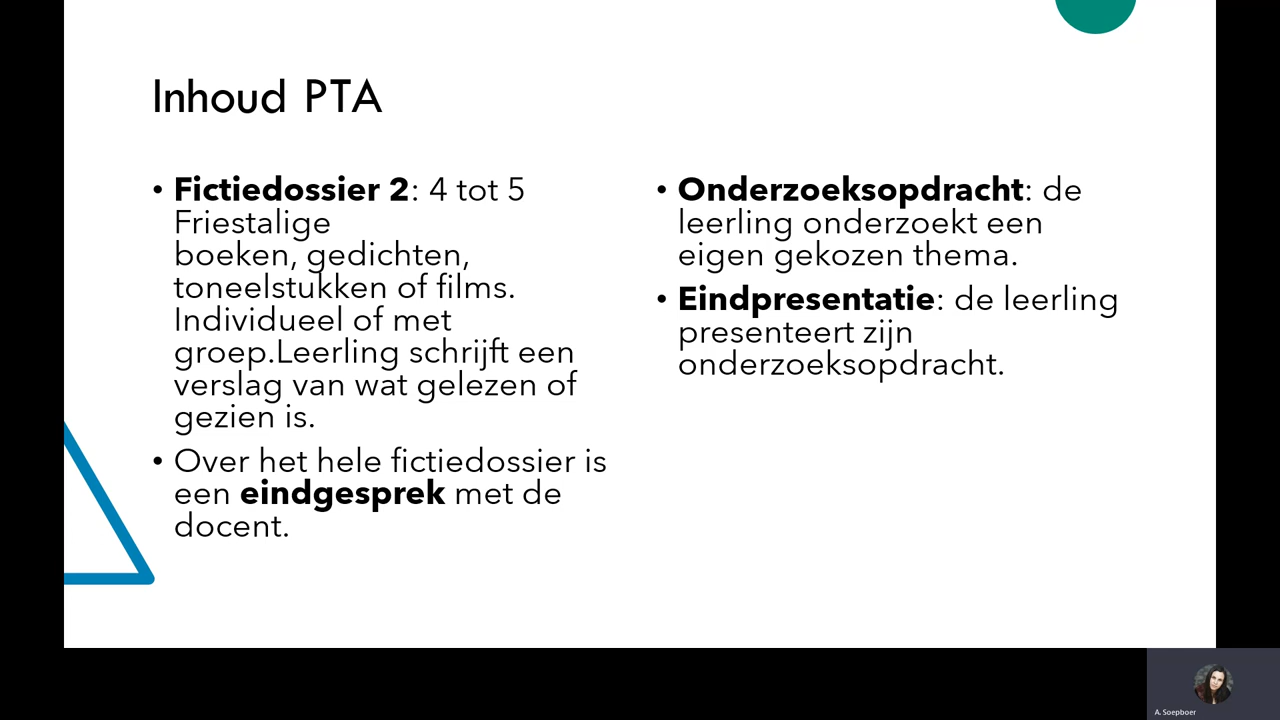 Inhoud PTA
• Fictiedossier 2: 4 tot 5
Friestalige
boeken, gedichten,
toneelstukken of films.
Individueel of met
groep.Leerling schrijft een
verslag van wat gelezen of
gezien is.
• Over het hele fictiedossier is
een eindgesprek met de
docent.
• Onderzoeksopdracht: de
leerling onderzoekt een
eigen gekozen thema.
• Eindpresentatie: de leerling
presenteert zijn
onderzoeksopdracht.
A. Soepboer